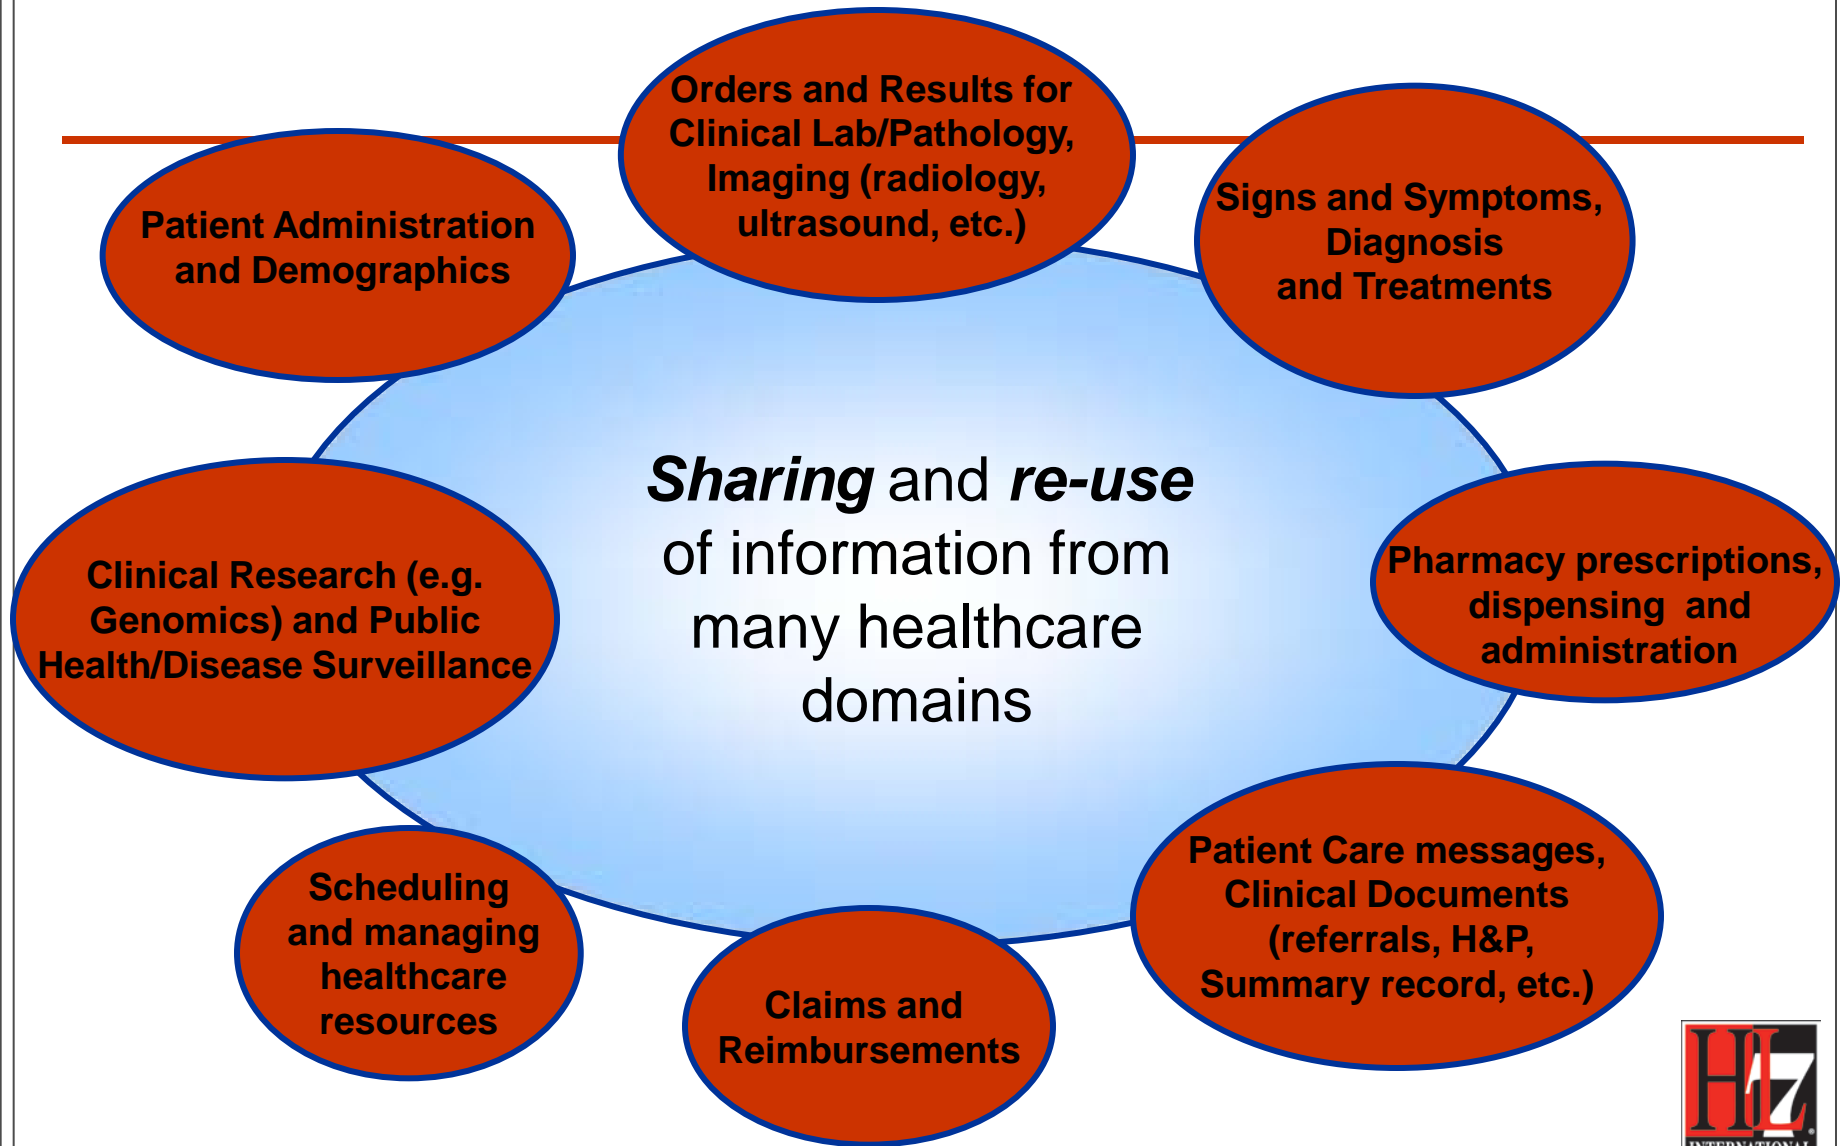 Orders and Results for
Clinical Lab/Pathology,
Imaging (radiology,
ultrasound, etc.)
Patient Administration
and Demographics
Signs and Symptoms,
Diagnosis
and Treatments
Sharing and re-use
of information from
many healthcare
domains
Clinical Research (e.g.
Genomics) and Public
Health/Disease Surveillance
Pharmacy prescriptions,
dispensing and
administration
Scheduling
and managing
healthcare
resources
Claims and
Reimbursements
Patient Care messages,
Clinical Documents
(referrals, H&P,
Summary record, etc.)
HL7
INTERNATIONAL